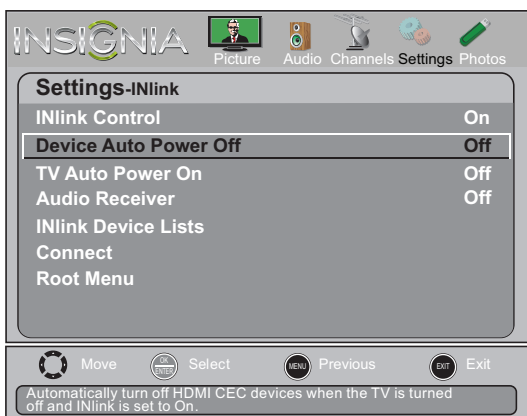 INSIGNIA
Picture Audio Channels Settings Photos
Settings-INlink
INlink Control On
Device Auto Power Off Off
TV Auto Power On Off
Audio Receiver Off
INlink Device Lists
Connect
Root Menu
Move OK ENTER Select MENU Previous EXIT Exit
Automatically turn off HDMI CEC devices when the TV is turned
off and INlink is set to On.